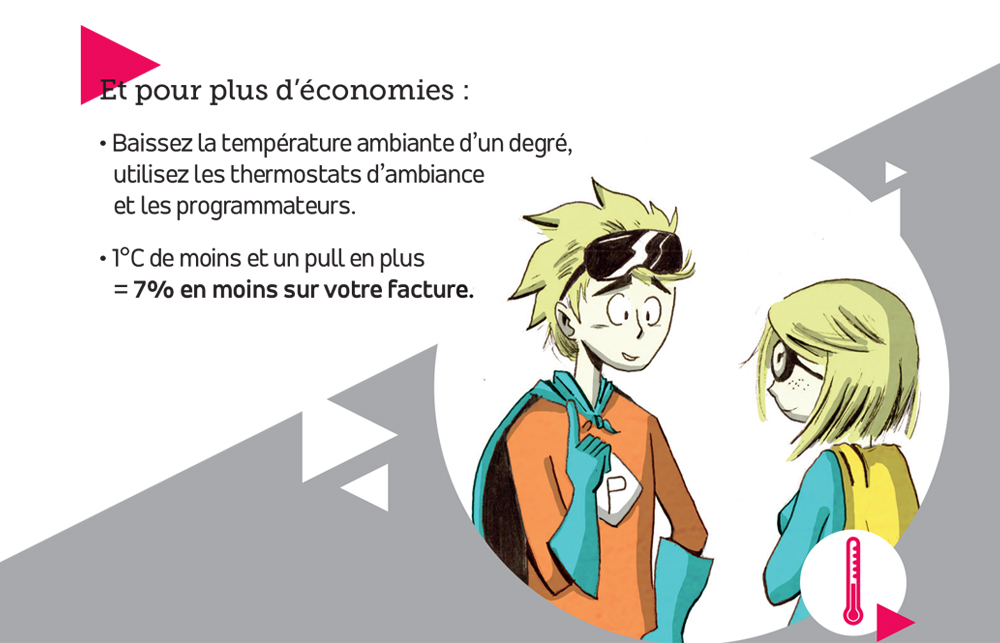 Et pour plus d’économies :
• Baissez la température ambiante d’un degré,
utilisez les thermostats d’ambiance
et les programmateurs.
• 1°C de moins et un pull en plus
= 7% en moins sur votre facture.
P